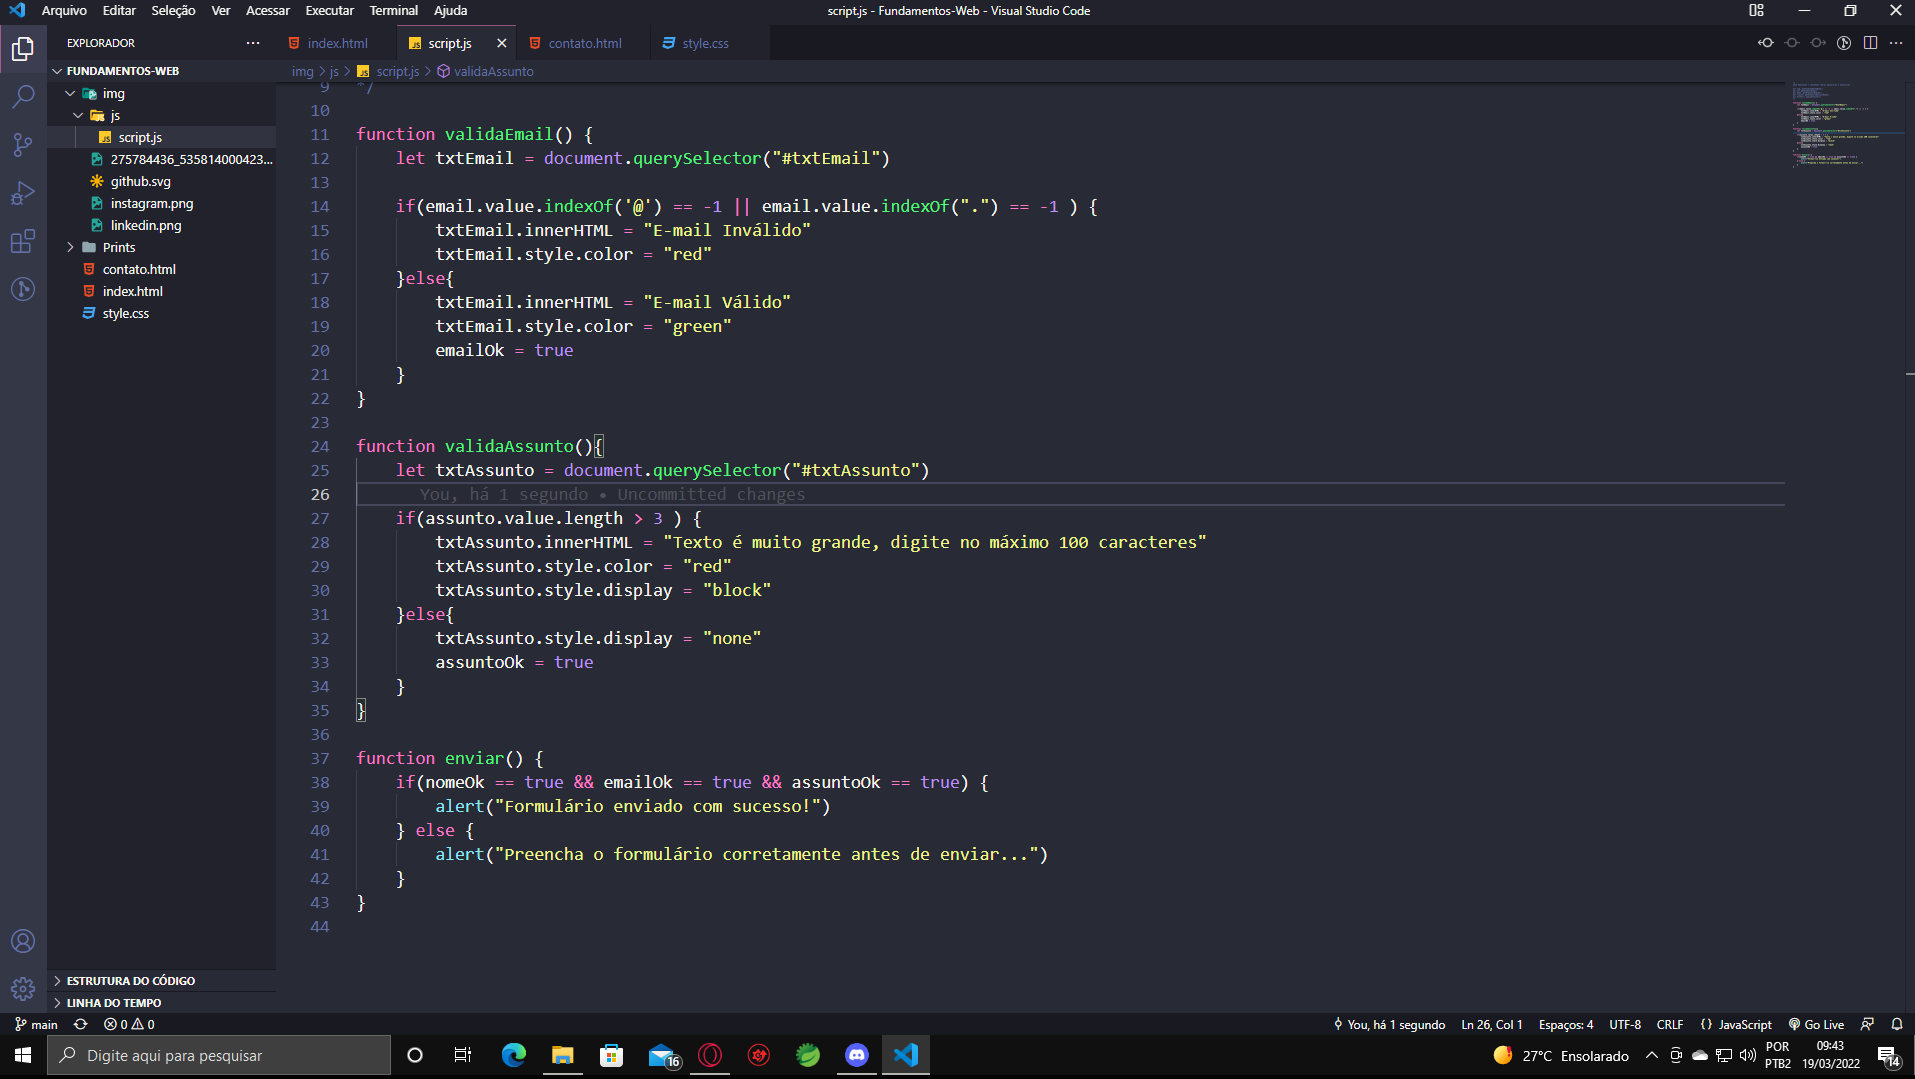 Arquivo Editar Seleção Ver Acessar Executar Terminal Ajuda
script.js - Fundamentos-Web - Visual Studio Code
EXPLORADOR
index.html
script.js
contato.html
style.css
FUNDAMENTOS-WEB
img > js > script.js > validaAssunto
img
js
script.js
275784436_535814000423...
github.svg
instagram.png
linkedin.png
Prints
contato.html
index.html
style.css
9 */
10
11 function validaEmail() {
12 let txtEmail = document.querySelector("#txtEmail")
13
14 if(email.value.indexOf('@') == -1 || email.value.indexOf(".") == -1 ) {
15 txtEmail.innerHTML = "E-mail Inválido"
16 txtEmail.style.color = "red"
17 }else{
18 txtEmail.innerHTML = "E-mail Válido"
19 txtEmail.style.color = "green"
20 emailOk = true
21 }
22 }
23
24 function validaAssunto(){
25 let txtAssunto = document.querySelector("#txtAssunto")
26 You, há 1 segundo • Uncommitted changes
27 if(assunto.value.length > 3 ) {
28 txtAssunto.innerHTML = "Texto é muito grande, digite no máximo 100 caracteres"
29 txtAssunto.style.color = "red"
30 txtAssunto.style.display = "block"
31 }else{
32 txtAssunto.style.display = "none"
33 assuntoOk = true
34 }
35 }
36
37 function enviar() {
38 if(nomeOk == true && emailOk == true && assuntoOk == true) {
39 alert("Formulário enviado com sucesso!")
40 } else {
41 alert("Preencha o formulário corretamente antes de enviar...")
42 }
43 }
44
ESTRUTURA DO CÓDIGO
LINHA DO TEMPO
main 0 0 You, há 1 segundo Ln 26, Col 1 Espaços: 4 UTF-8 CRLF {} JavaScript Go Live
Digite aqui para pesquisar
16
27°C Ensolarado
POR
PTB2
09:43
19/03/2022
14